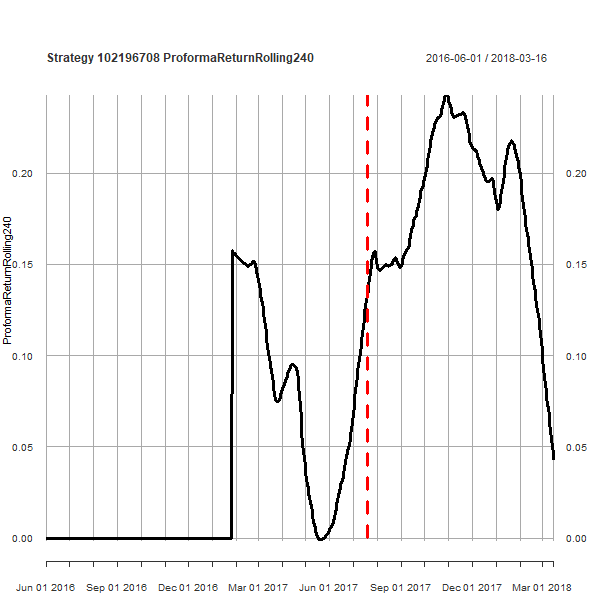 Strategy 102196708 ProformaReturnRolling240
2016-06-01 / 2018-03-16
ProformaReturnRolling240
0.20 0.20
0.15 0.15
0.10 0.10
0.05 0.05
0.00 0.00
Jun 01 2016 Sep 01 2016 Dec 01 2016 Mar 01 2017 Jun 01 2017 Sep 01 2017 Dec 01 2017 Mar 01 2018